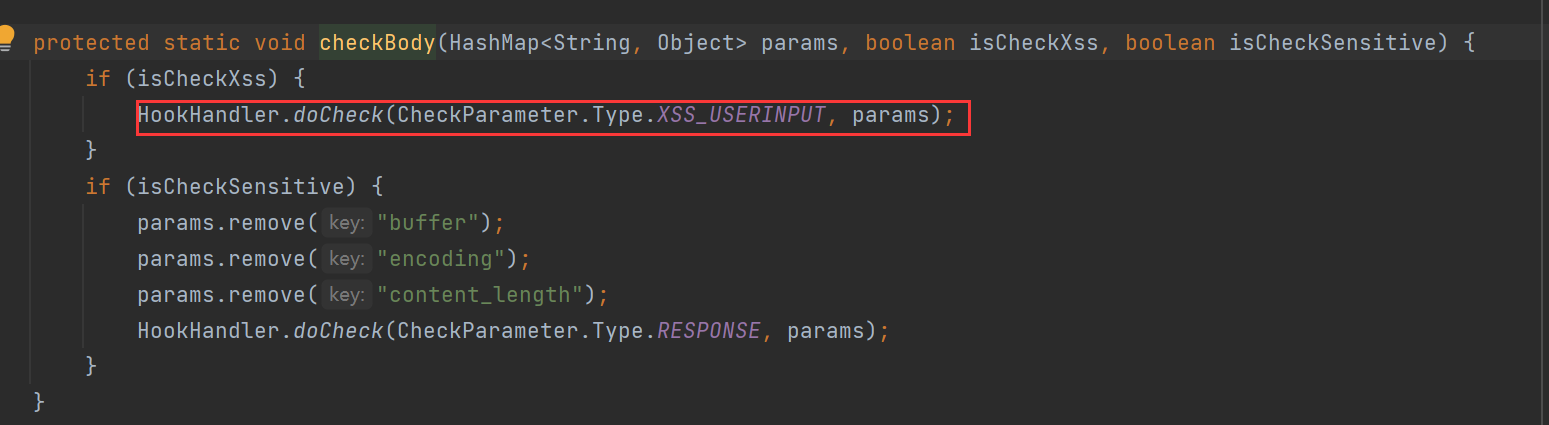 protected static void checkBody(HashMap<String, Object> params, boolean isCheckXss, boolean isCheckSensitive) {
    if (isCheckXss) {
        HookHandler.doCheck(CheckParameter.Type.XSS_USERINPUT, params);
    }
    if (isCheckSensitive) {
        params.remove( key: "buffer");
        params.remove( key: "encoding");
        params.remove( key: "content_length");
        HookHandler.doCheck(CheckParameter.Type.RESPONSE, params);
    }
}